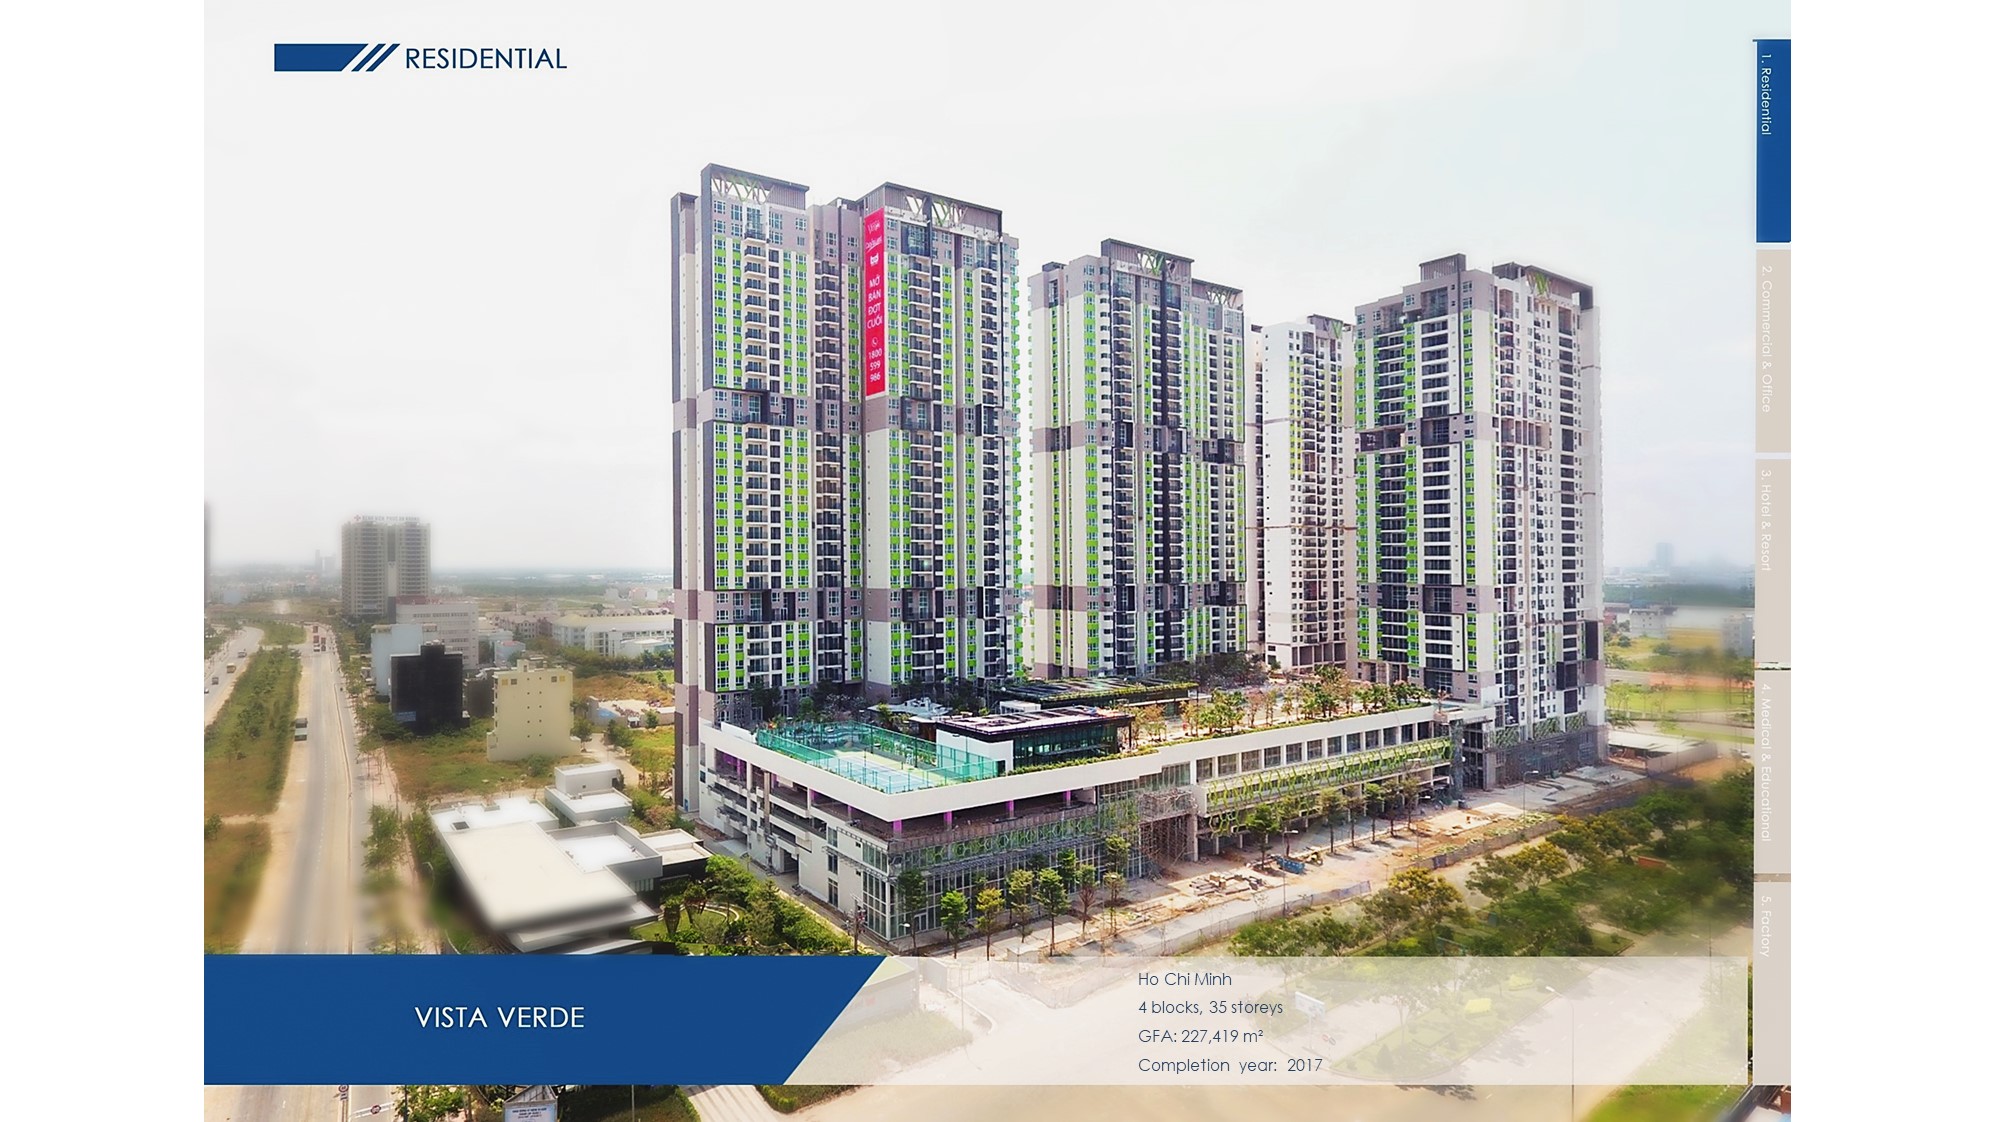 RESIDENTIAL
1. Residential
2. Commercial & Office
3. Hotel & Resort
4. Medical & Educational
5. Factory
MỞ
BÁN
ĐỢT
CUỐI
1800
599
986
VISTA VERDE
Ho Chi Minh
4 blocks, 35 storeys
GFA: 227,419 m²
Completion year: 2017